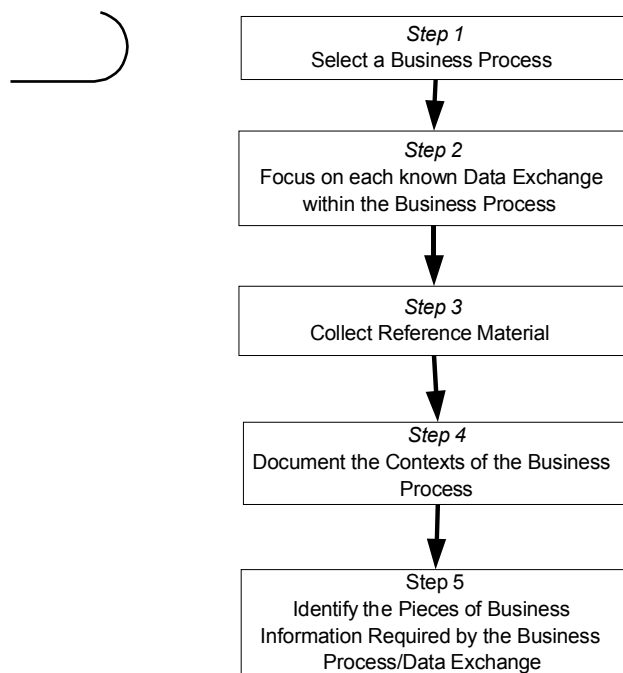 Step 1
Select a Business Process
Step 2
Focus on each known Data Exchange
within the Business Process
Step 3
Collect Reference Material
Step 4
Document the Contexts of the Business
Process
Step 5
Identify the Pieces of Business
Information Required by the Business
Process/Data Exchange